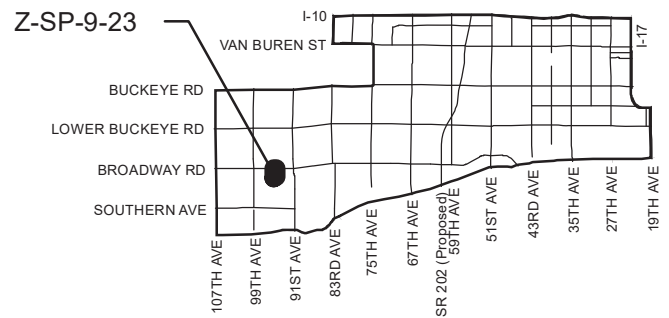 Z-SP-9-23
I-10
I-17
VAN BUREN ST
BUCKEYE RD
LOWER BUCKEYE RD
BROADWAY RD
SOUTHERN AVE
107TH AVE
99TH AVE
91ST AVE
83RD AVE
75TH AVE
67TH AVE
SR 202 (Proposed)
59TH AVE
51ST AVE
43RD AVE
35TH AVE
27TH AVE
19TH AVE